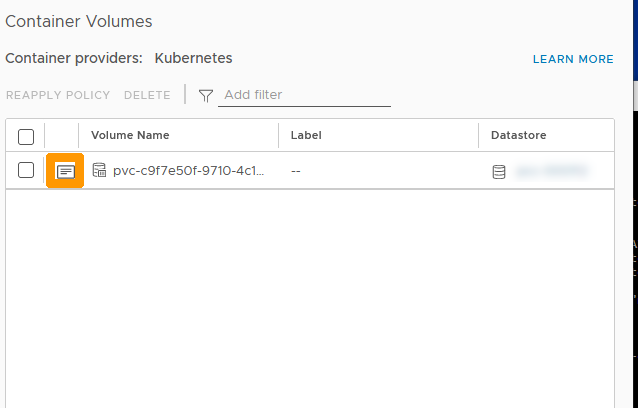 Container Volumes
Container providers: Kubernetes LEARN MORE
REAPPLY POLICY DELETE Add filter
Volume Name Label Datastore
pvc-c9f7e50f-9710-4c1... --